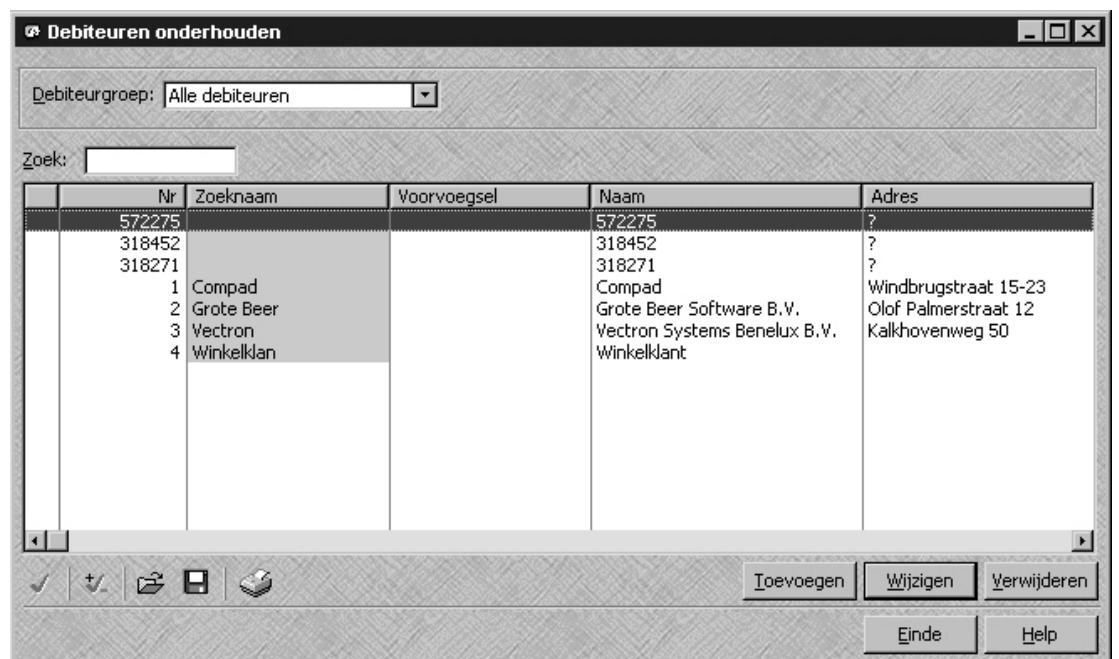 Debiteuren onderhouden
Debiteurgroep: Alle debiteuren
Zoek:
Nr Zoeknaam Voorvoegsel Naam Adres
572275 572275 ?
318452 318452 ?
318271 318271 ?
1 Compad Compad Windbrugstraat 15-23
2 Grote Beer Grote Beer Software B.V. Olof Palmerstraat 12
3 Vectron Vectron Systems Benelux B.V. Kalkhovenweg 50
4 Winkelklan Winkelklant
Toevoegen Wijzigen Verwijderen
Einde Help